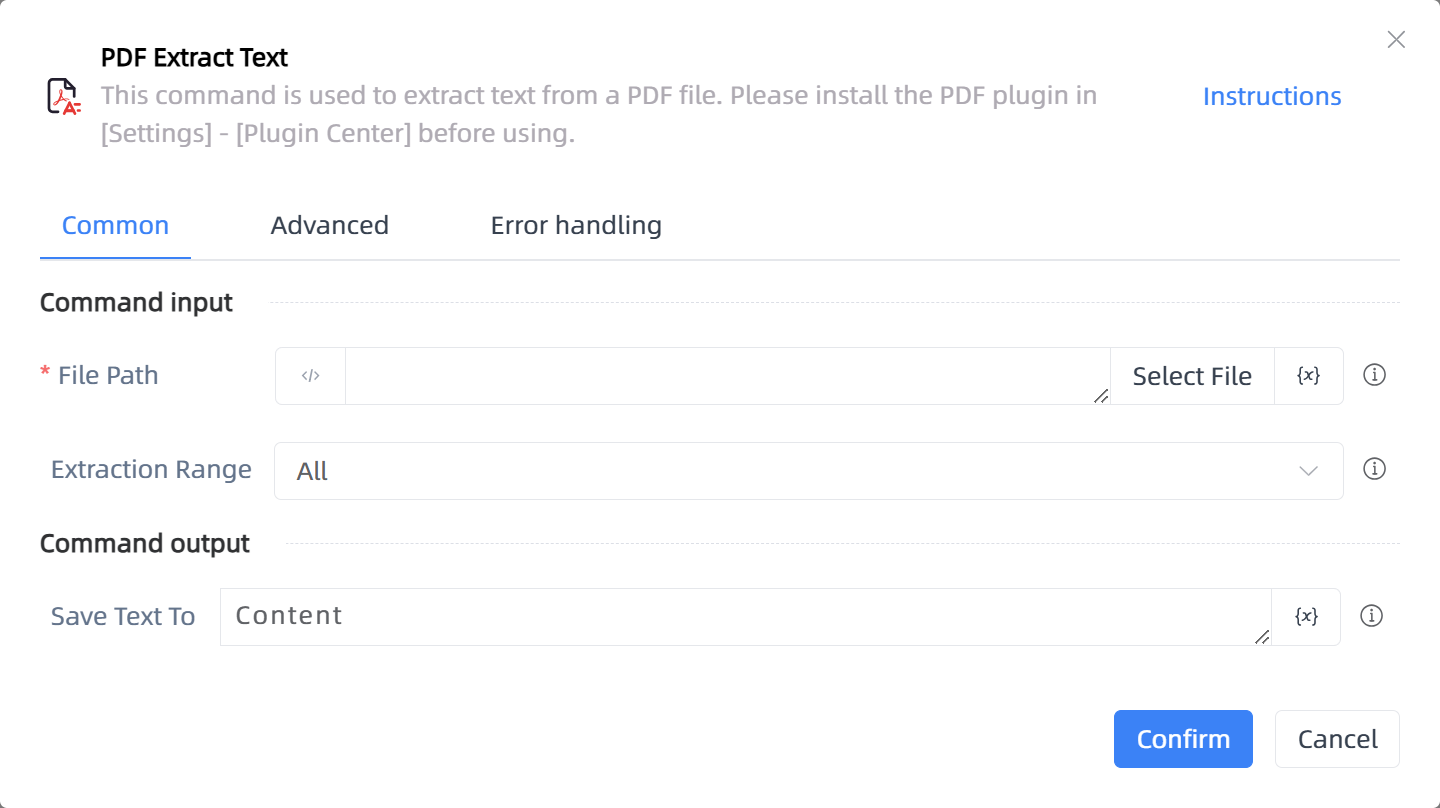 PDF Extract Text
This command is used to extract text from a PDF file. Please install the PDF plugin in
[Settings] - [Plugin Center] before using.
Instructions
Common
Advanced
Error handling
Command input
* File Path
</>
Select File
{x}
Extraction Range
All
Command output
Save Text To
Content
{x}
Confirm
Cancel